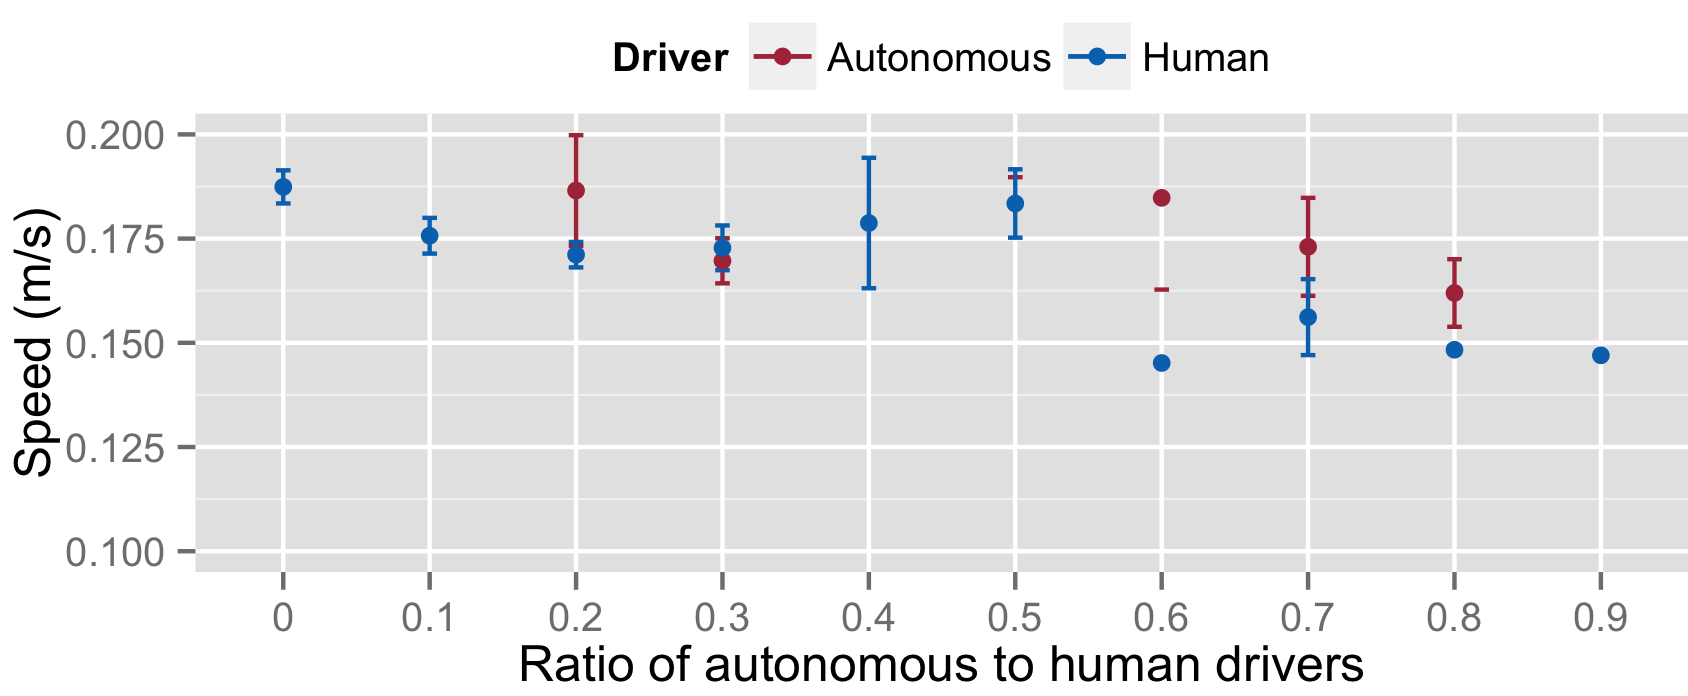 Driver Autonomous Human
0.200
0.175
0.150
0.125
0.100
Speed (m/s)
0 0.1 0.2 0.3 0.4 0.5 0.6 0.7 0.8 0.9
Ratio of autonomous to human drivers